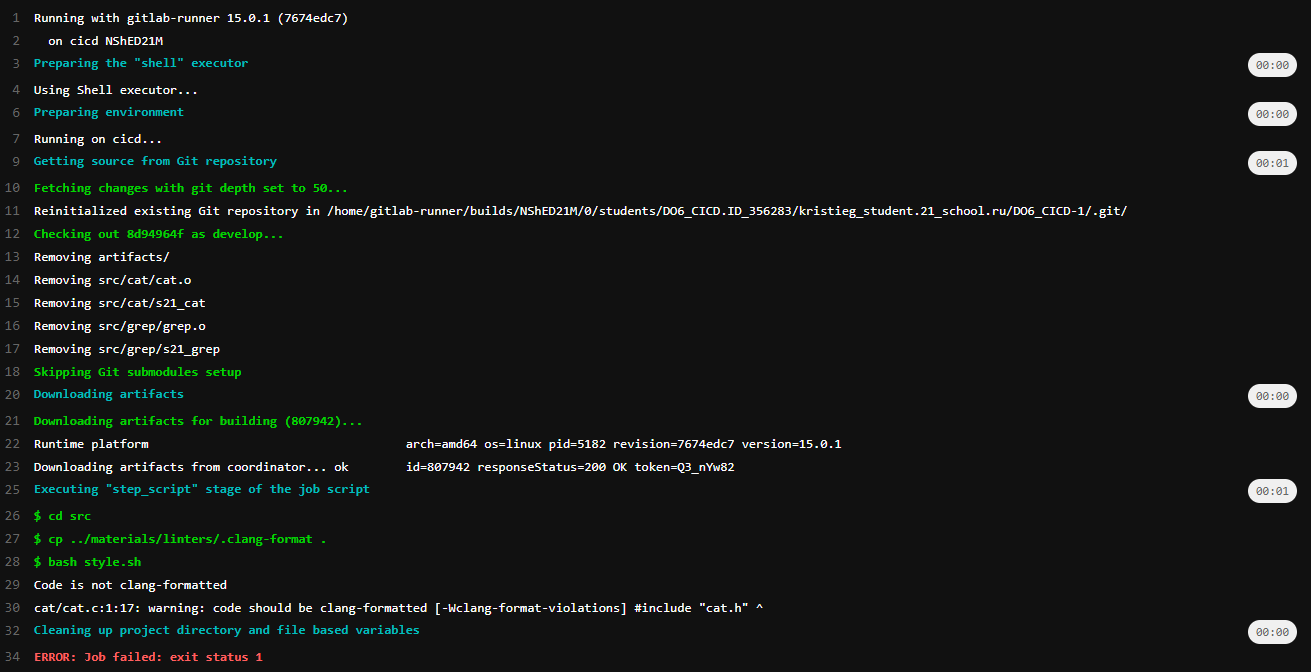 1 Running with gitlab-runner 15.0.1 (7674edc7)
2 on cicd NShED21M
3 Preparing the "shell" executor 00:00
4 Using Shell executor...
6 Preparing environment 00:00
7 Running on cicd...
9 Getting source from Git repository 00:01
10 Fetching changes with git depth set to 50...
11 Reinitialized existing Git repository in /home/gitlab-runner/builds/NShED21M/0/students/DO6_CICD.ID_356283/kristieg_student.21_school.ru/DO6_CICD-1/.git/
12 Checking out 8d94964f as develop...
13 Removing artifacts/
14 Removing src/cat/cat.o
15 Removing src/cat/s21_cat
16 Removing src/grep/grep.o
17 Removing src/grep/s21_grep
18 Skipping Git submodules setup
20 Downloading artifacts 00:00
21 Downloading artifacts for building (807942)...
22 Runtime platform arch=amd64 os=linux pid=5182 revision=7674edc7 version=15.0.1
23 Downloading artifacts from coordinator... ok id=807942 responseStatus=200 OK token=Q3_nYw82
25 Executing "step_script" stage of the job script 00:01
26 $ cd src
27 $ cp ../materials/linters/.clang-format .
28 $ bash style.sh
29 Code is not clang-formatted
30 cat/cat.c:1:17: warning: code should be clang-formatted [-Wclang-format-violations] #include "cat.h" ^
32 Cleaning up project directory and file based variables 00:00
34 ERROR: Job failed: exit status 1